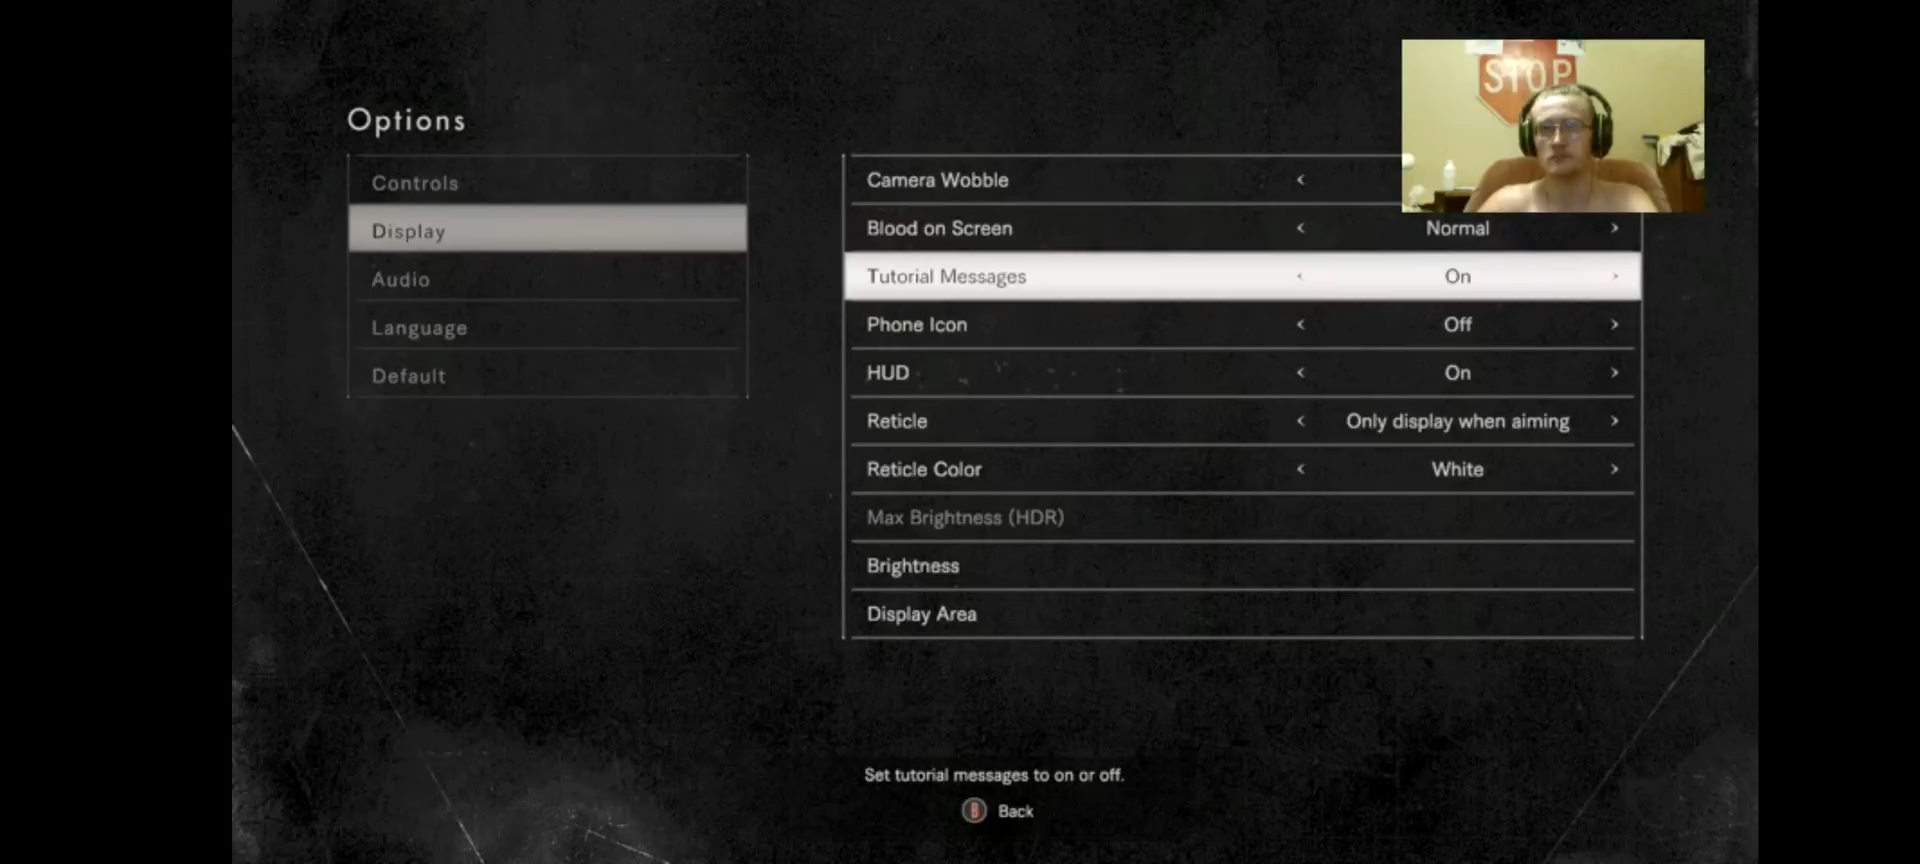 STOP
Options
Controls
Display
Audio
Language
Default
Camera Wobble <
Blood on Screen < Normal >
Tutorial Messages < On >
Phone Icon < Off >
HUD < On >
Reticle < Only display when aiming >
Reticle Color < White >
Max Brightness (HDR)
Brightness
Display Area
Set tutorial messages to on or off.
B Back